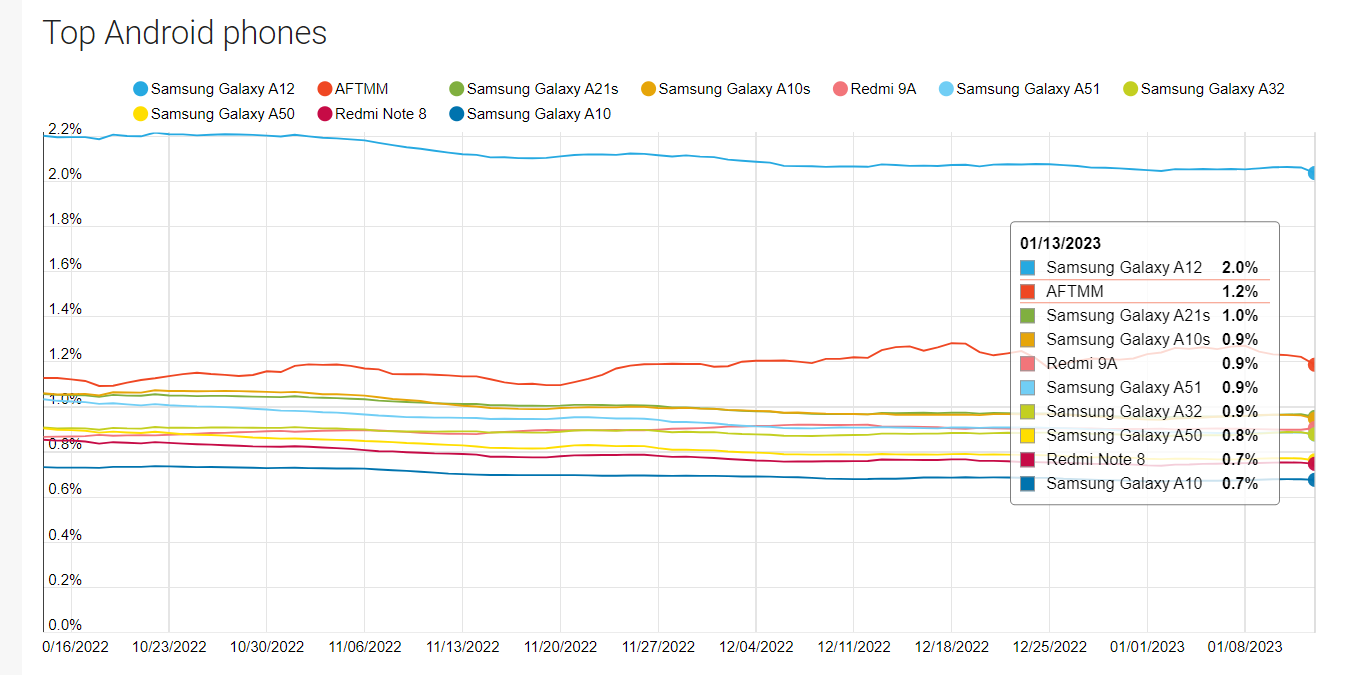 Top Android phones
Samsung Galaxy A12 AFTMM Samsung Galaxy A21s Samsung Galaxy A10s Redmi 9A Samsung Galaxy A51 Samsung Galaxy A32
Samsung Galaxy A50 Redmi Note 8 Samsung Galaxy A10
2.2%
2.0%
1.8%
1.6%
1.4%
1.2%
1.0%
0.8%
0.6%
0.4%
0.2%
0.0%
01/13/2023
Samsung Galaxy A12 2.0%
AFTMM 1.2%
Samsung Galaxy A21s 1.0%
Samsung Galaxy A10s 0.9%
Redmi 9A 0.9%
Samsung Galaxy A51 0.9%
Samsung Galaxy A32 0.9%
Samsung Galaxy A50 0.8%
Redmi Note 8 0.7%
Samsung Galaxy A10 0.7%
0/16/2022 10/23/2022 10/30/2022 11/06/2022 11/13/2022 11/20/2022 11/27/2022 12/04/2022 12/11/2022 12/18/2022 12/25/2022 01/01/2023 01/08/2023